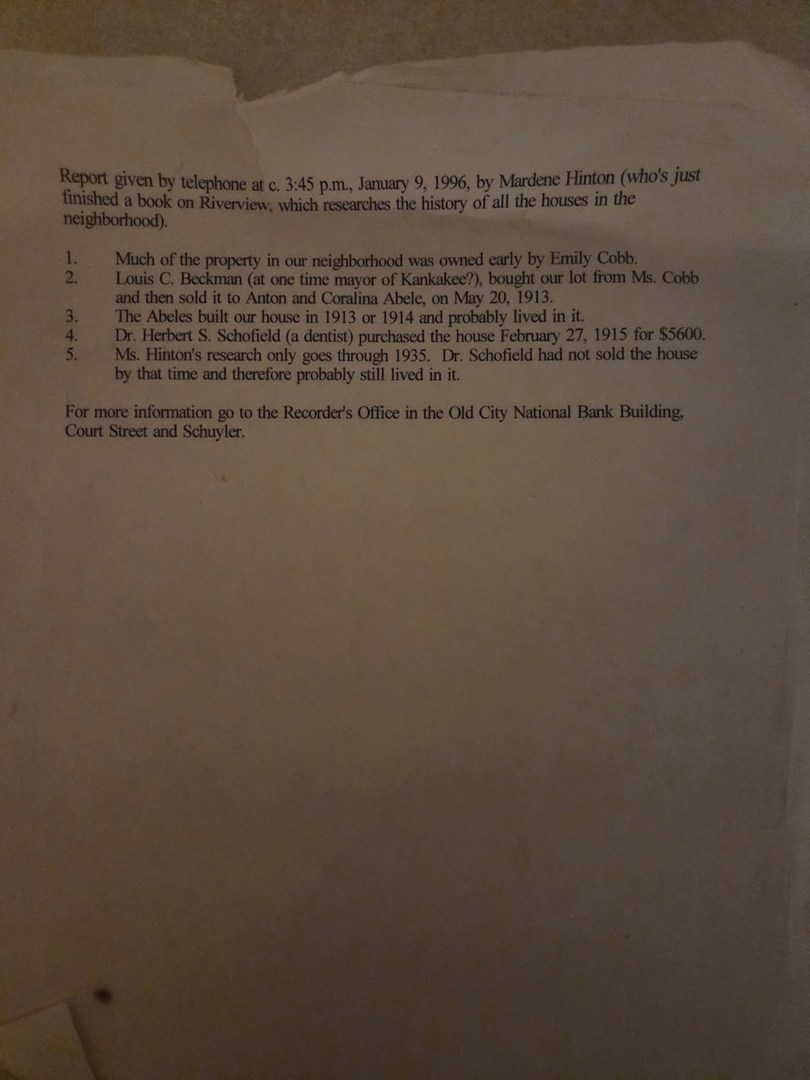 Report given by telephone at c. 3:45 p.m., January 9, 1996, by Mardene Hinton (who's just
finished a book on Riverview, which researches the history of all the houses in the
neighborhood).
1. Much of the property in our neighborhood was owned early by Emily Cobb.
2. Louis C. Beckman (at one time mayor of Kankakee?), bought our lot from Ms. Cobb
and then sold it to Anton and Coralina Abele, on May 20, 1913.
3. The Abeles built our house in 1913 or 1914 and probably lived in it.
4. Dr. Herbert S. Schofield (a dentist) purchased the house February 27, 1915 for $5600.
5. Ms. Hinton's research only goes through 1935. Dr. Schofield had not sold the house
by that time and therefore probably still lived in it.
For more information go to the Recorder's Office in the Old City National Bank Building,
Court Street and Schuyler.